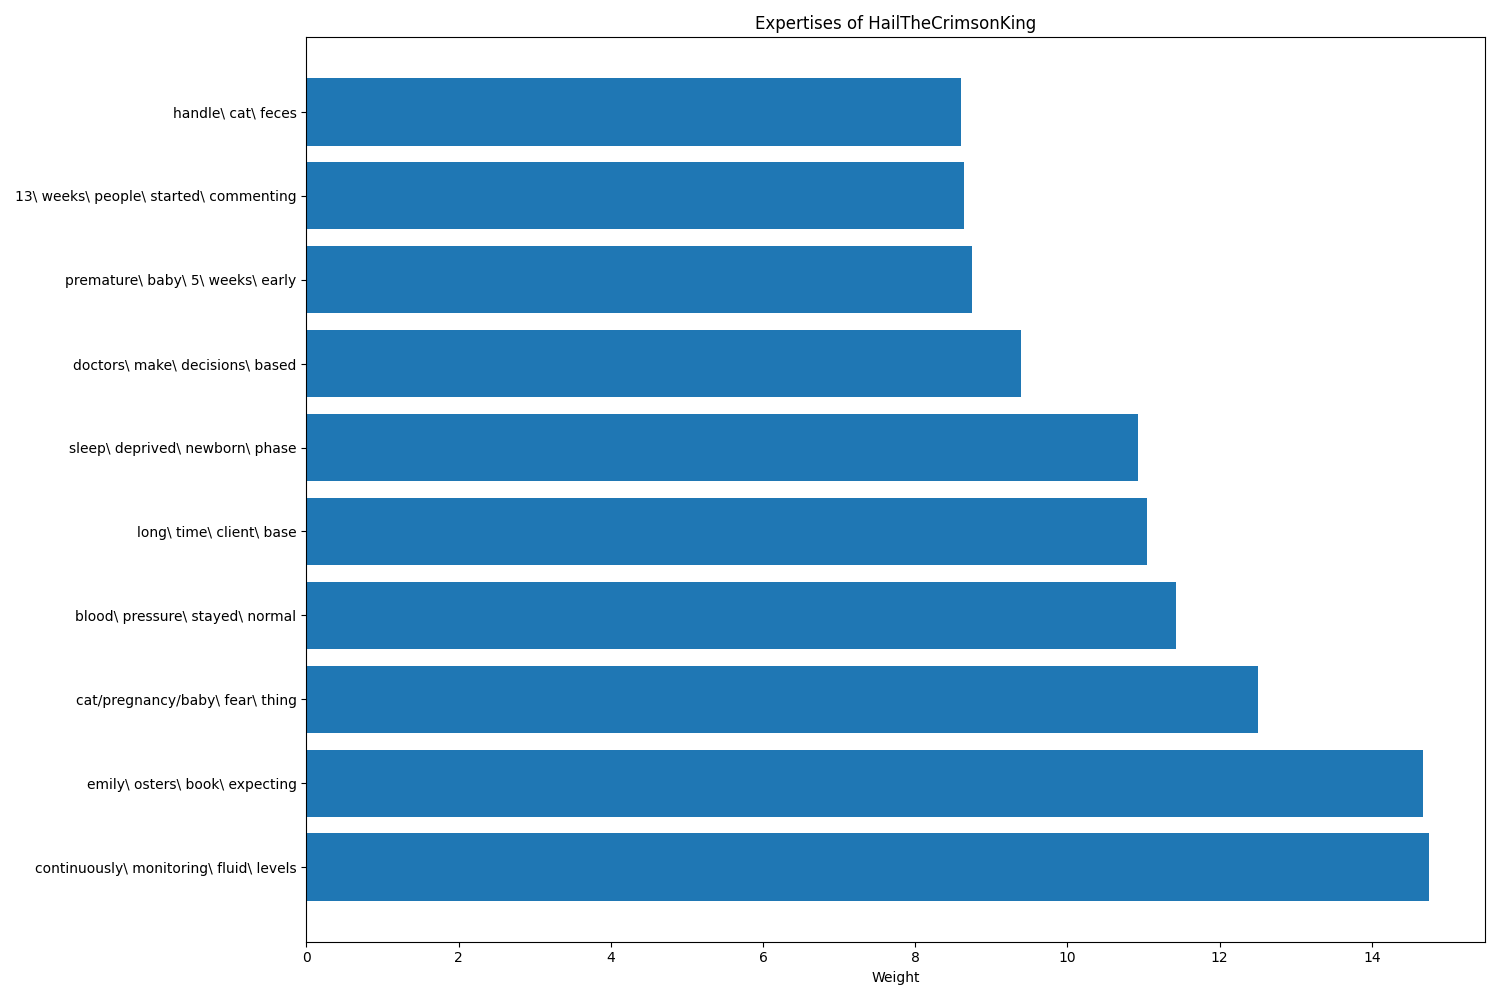 Expertises of HailTheCrimsonKing
handle\ cat\ feces
13\ weeks\ people\ started\ commenting
premature\ baby\ 5\ weeks\ early
doctors\ make\ decisions\ based
sleep\ deprived\ newborn\ phase
long\ time\ client\ base
blood\ pressure\ stayed\ normal
cat/pregnancy/baby\ fear\ thing
emily\ osters\ book\ expecting
continuously\ monitoring\ fluid\ levels
0 2 4 6 8 10 12 14
Weight